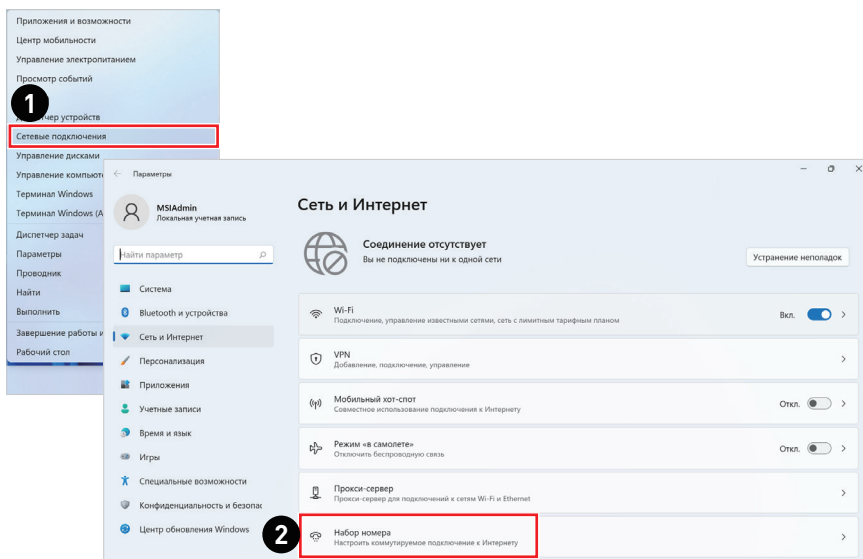 Приложения и возможности
Центр мобильности
Управление электропитанием
Просмотр событий
1
устройств
Сетевые подключения
Управление дисками
Управление
Терминал Windows
Терминал Windows (А
Диспетчер задач
Параметры
Проводник
Найти
Выполнить
Завершение работы и
Рабочий стол
Параметры
MSIAdmin
Локальная учетная запись
Найти параметр
Система
Bluetooth и устройства
Сеть и Интернет
Персонализация
Приложения
Учетные записи
Время и язык
Игры
Специальные возможности
Конфиденциальность и безопас
Центр обновления Windows
Сеть и Интернет
Соединение отсутствует
Вы не подключены ни к одной сети
Устранение неполадок
Wi-Fi
Подключение, управление известными сетями, сеть с лимитным тарифным планом
Вкл.
VPN
Добавление, подключение, управление
Мобильный хот-спот
Совместное использование подключения к Интернету
Откл.
Режим «в самолете»
Отключить беспроводную связь
Откл.
Прокси-сервер
Прокси-сервер для подключений к сетям Wi-Fi и Ethernet
2
Набор номера
Настроить коммутируемое подключение к Интернету